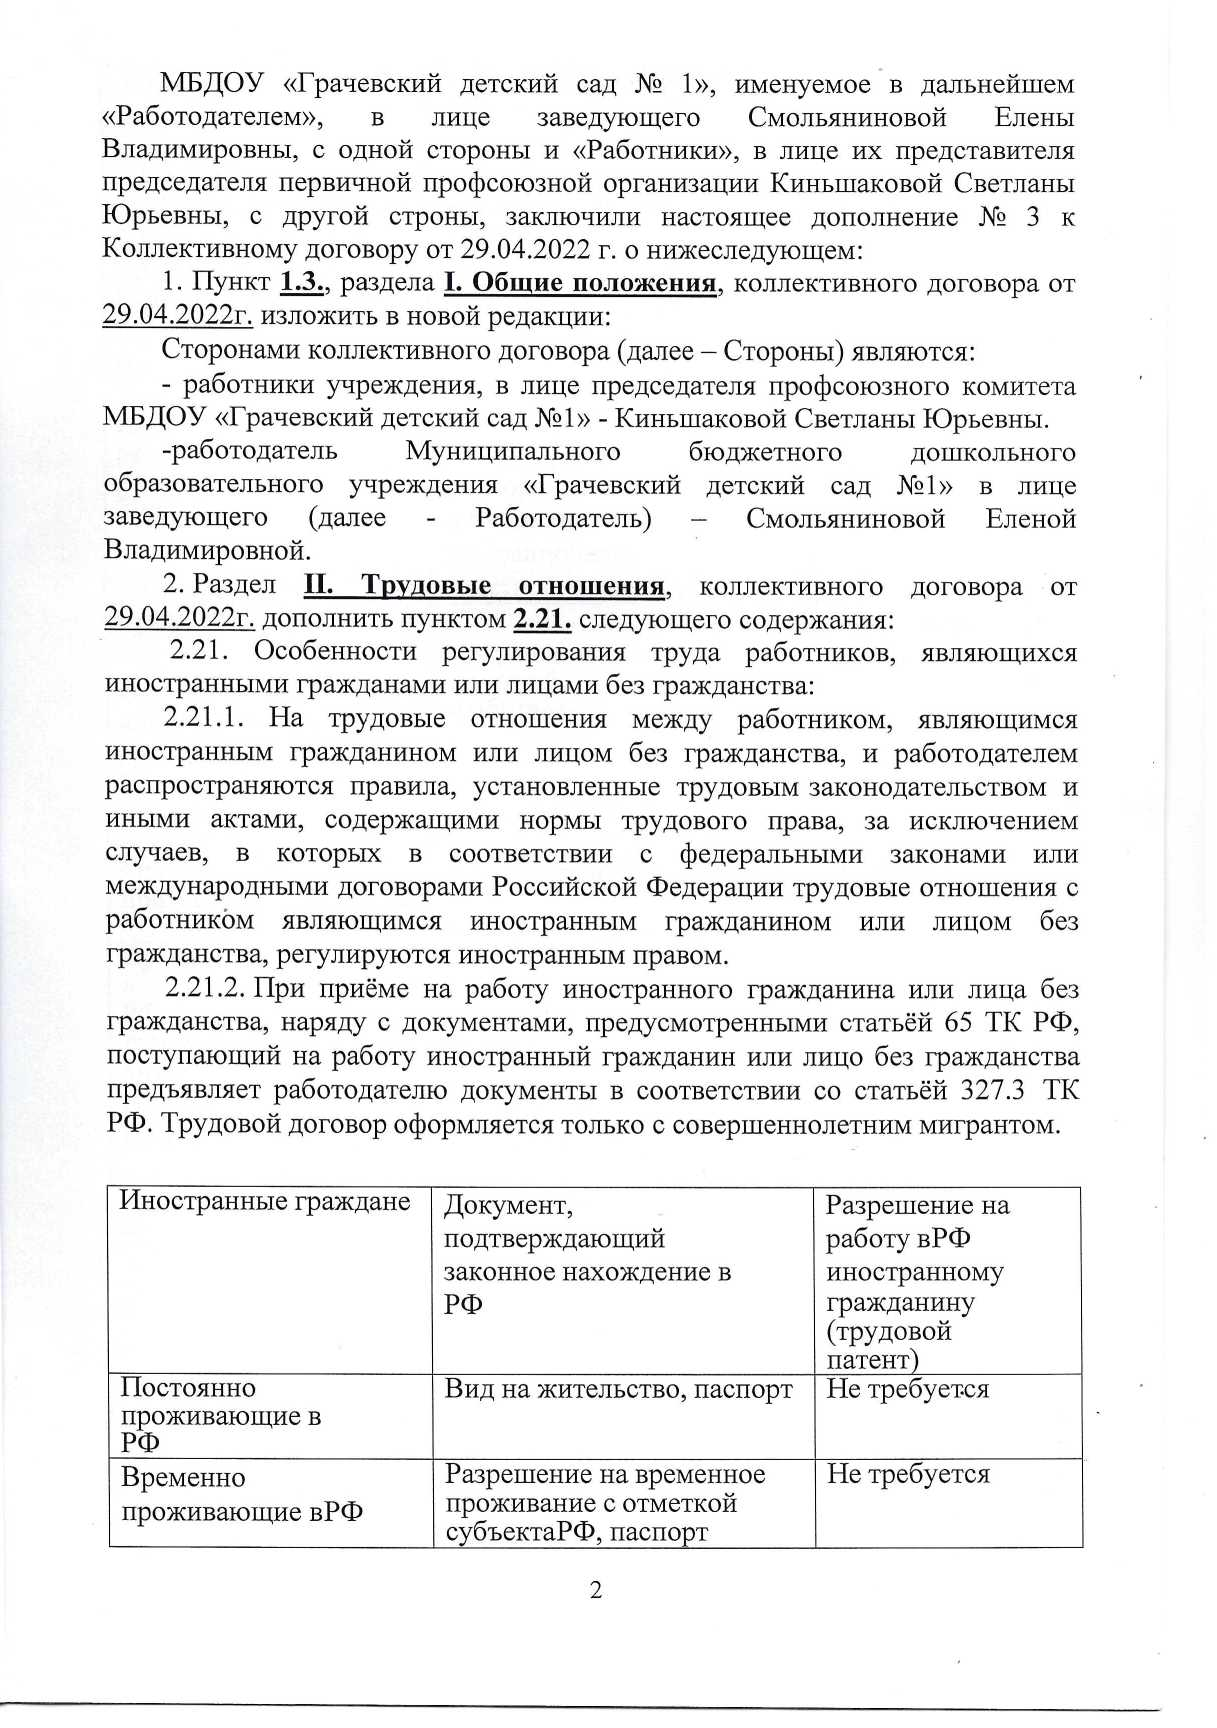 МБДОУ «Грачевский детский сад № 1», именуемое в дальнейшем
«Работодателем», в лице заведующего Смольяниновой Елены
Владимировны, с одной стороны и «Работники», в лице их представителя
председателя первичной профсоюзной организации Киньшаковой Светланы
Юрьевны, с другой строны, заключили настоящее дополнение № 3 к
Коллективному договору от 29.04.2022 г. о нижеследующем:
1. Пункт 1.3., раздела I. Общие положения, коллективного договора от
29.04.2022г. изложить в новой редакции:
Сторонами коллективного договора (далее – Стороны) являются:
- работники учреждения, в лице председателя профсоюзного комитета
МБДОУ «Грачевский детский сад №1» - Киньшаковой Светланы Юрьевны.
-работодатель Муниципального бюджетного дошкольного
образовательного учреждения «Грачевский детский сад №1» в лице
заведующего (далее - Работодатель) – Смольяниновой Еленой
Владимировной.
2. Раздел II. Трудовые отношения, коллективного договора от
29.04.2022г. дополнить пунктом 2.21. следующего содержания:
2.21. Особенности регулирования труда работников, являющихся
иностранными гражданами или лицами без гражданства:
2.21.1. На трудовые отношения между работником, являющимся
иностранным гражданином или лицом без гражданства, и работодателем
распространяются правила, установленные трудовым законодательством и
иными актами, содержащими нормы трудового права, за исключением
случаев, в которых в соответствии с федеральными законами или
международными договорами Российской Федерации трудовые отношения с
работником являющимся иностранным гражданином или лицом без
гражданства, регулируются иностранным правом.
2.21.2. При приёме на работу иностранного гражданина или лица без
гражданства, наряду с документами, предусмотренными статьёй 65 ТК РФ,
поступающий на работу иностранный гражданин или лицо без гражданства
предъявляет работодателю документы в соответствии со статьёй 327.3 ТК
РФ. Трудовой договор оформляется только с совершеннолетним мигрантом.
Иностранные граждане
Документ,
подтверждающий
законное нахождение в
РФ
Разрешение на
работу вРФ
иностранному
гражданину
(трудовой
патент)
Постоянно
проживающие в
РФ
Вид на жительство, паспорт
Не требуется
Временно
проживающие вРФ
Разрешение на временное
проживание с отметкой
субъектаРФ, паспорт
Не требуется
2